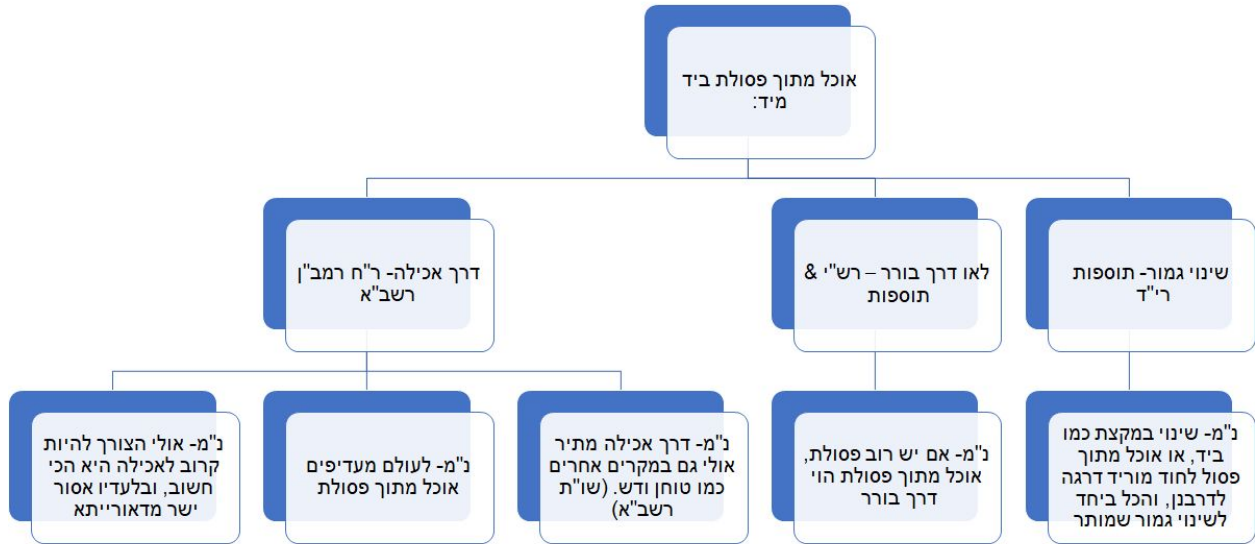 אוכל מתוך פסולת ביד
מיד:
שינוי גמור- תוספות
רי"ד
לאו דרך בורר – רש"י &
תוספות
דרך אכילה- ר"ח רמב"ן
רשב"א
נ"מ- שינוי במקצת כמו
ביד, או אוכל מתוך
פסול לחוד מוריד דרגה
לדרבנן, והכל ביחד
לשינוי גמור שמותר
נ"מ- אם יש רוב פסולת,
אוכל מתוך פסולת הוי
דרך בורר
נ"מ- דרך אכילה מתיר
אולי גם במקרים אחרים
כמו טוחן ודש. (שו"ת
רשב"א)
נ"מ- לעולם מעדיפים
אוכל מתוך פסולת
נ"מ- אולי הצורך להיות
קרוב לאכילה היא הכי
חשוב, ובלעדיו אסור
ישר מדאורייתא